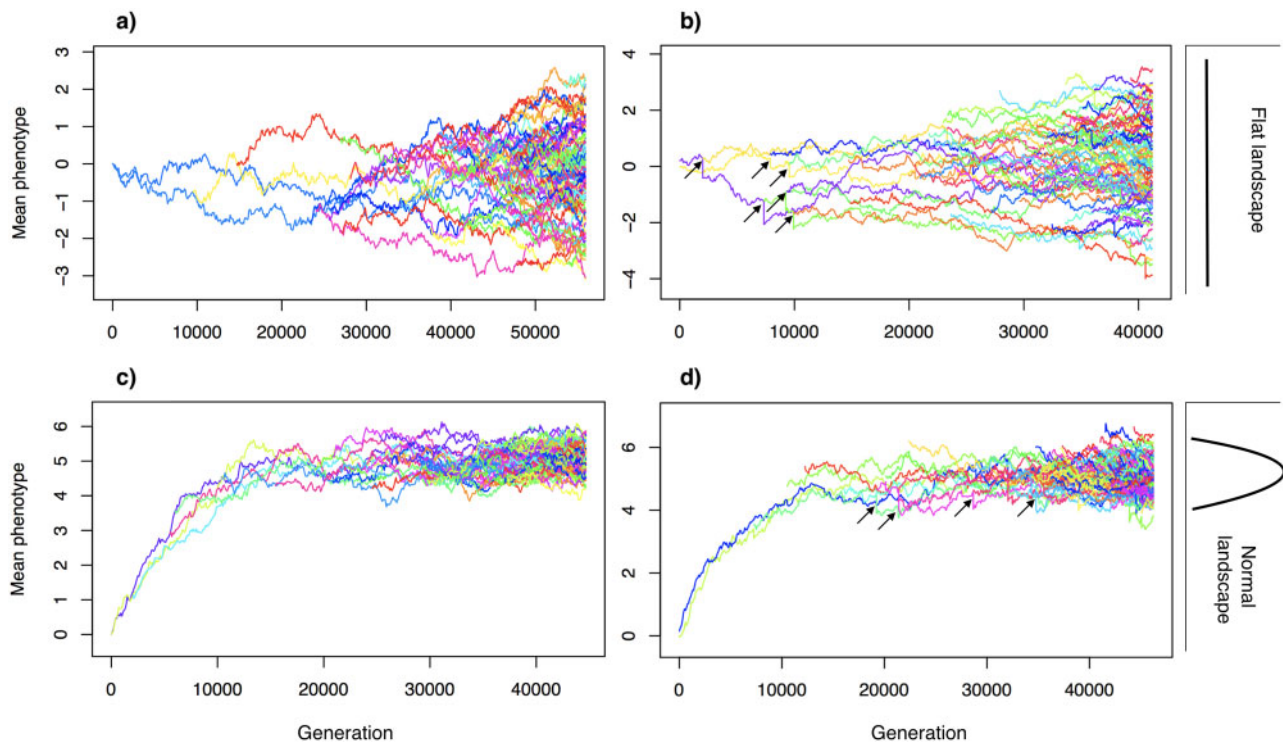 a)
Mean phenotype
3
2
1
0
−1
−2
−3
0 10000 20000 30000 40000 50000
b)
4
2
0
−2
−4
0 10000 20000 30000 40000
Flat landscape
c)
Mean phenotype
6
5
4
3
2
1
0
0 10000 20000 30000 40000
Generation
d)
6
4
2
0
0 10000 20000 30000 40000
Generation
Normal
landscape